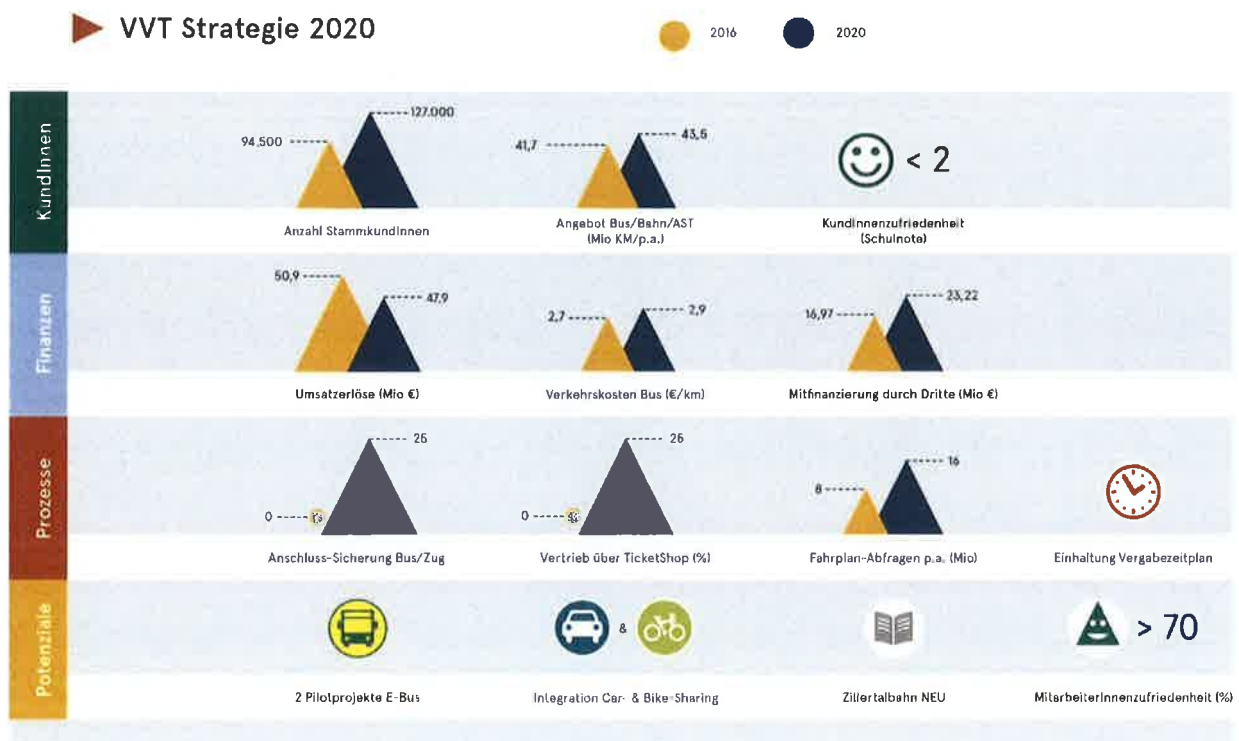 VVT Strategie 2020
2016
2020
KundInnen
94.500
127.000
Anzahl StammkundInnen
41,7
43,5
Angebot Bus/Bahn/AST
(Mio KM/p.a.)
< 2
KundInnenzufriedenheit
(Schulnote)
Finanzen
50,9
47,9
Umsatzerlöse (Mio €)
2,7
2,9
Verkehrskosten Bus (€/km)
16,97
23,22
Mitfinanzierung durch Dritte (Mio €)
Prozesse
0
25
Anschluss-Sicherung Bus/Zug
0
25
Vertrieb über TicketShop (%)
8
16
Fahrplan-Abfragen p.a. (Mio)
Einhaltung Vergabezeitplan
Potenziale
2 Pilotprojekte E-Bus
&
Integration Car- & Bike-Sharing
Zillertalbahn NEU
> 70
MitarbeiterInnenzufriedenheit (%)